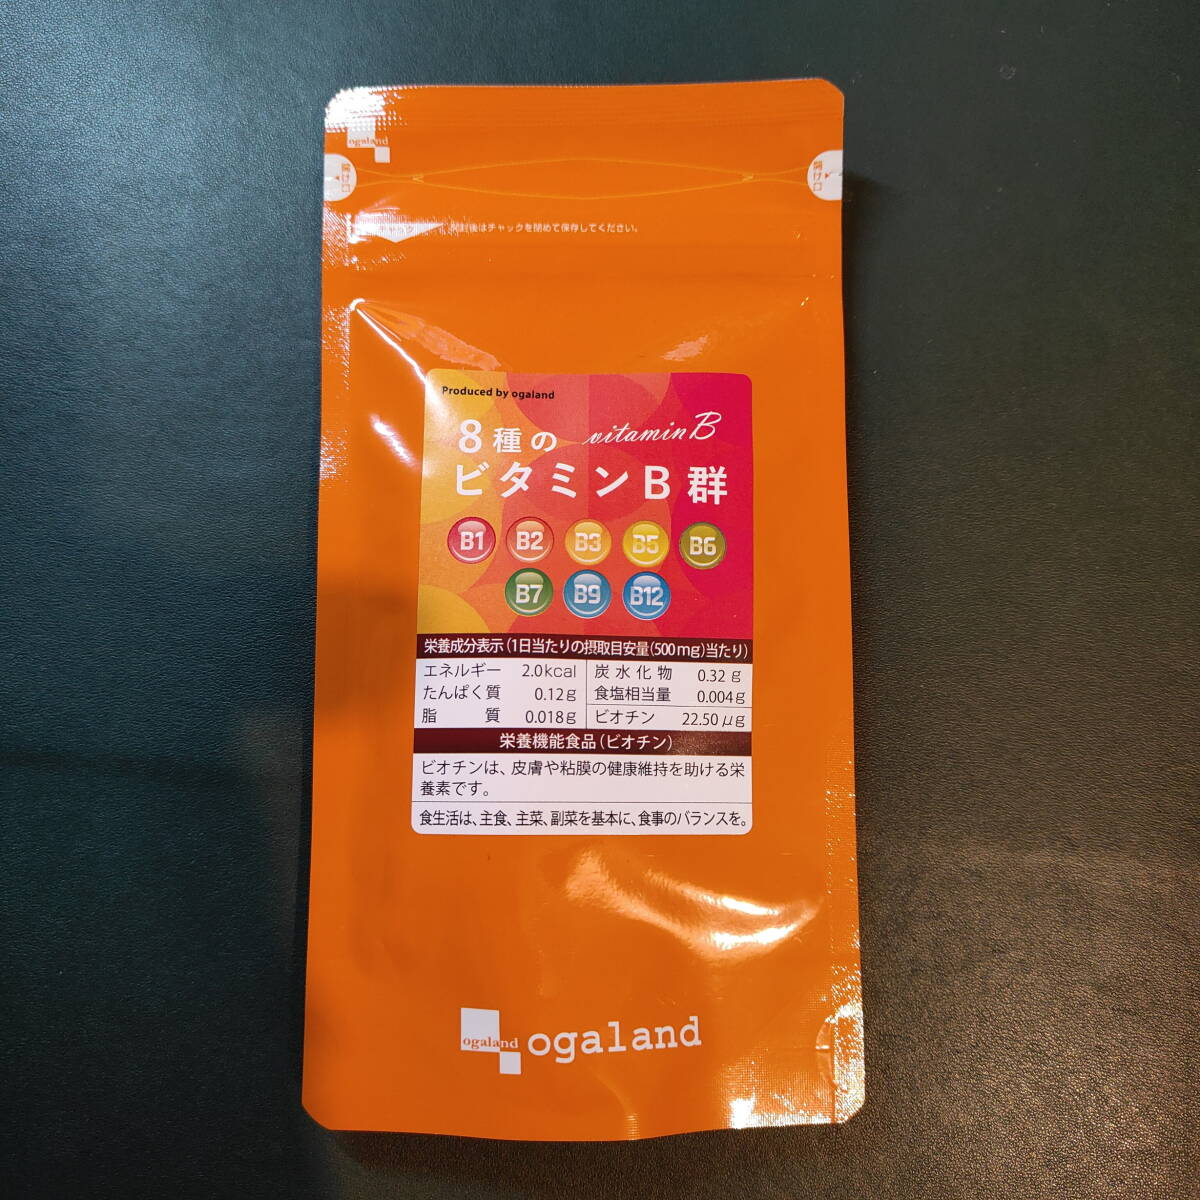 ogaland
開け口
開け口
開封後はチャックを閉めて保存してください。
Produced by ogaland
8種の vitamin B
ビタミンB群
B1 B2 B3 B5 B6
B7 B9 B12
栄養成分表示(1日当たりの摂取目安量(500mg)当たり)
エネルギー 2.0kcal 炭水化物 0.32g
たんぱく質 0.12g 食塩相当量 0.004g
脂質 0.018g ビオチン 22.50μg
栄養機能食品(ビオチン)
ビオチンは、皮膚や粘膜の健康維持を助ける栄
養素です。
食生活は、主食、主菜、副菜を基本に、食事のバランスを。
ogaland ogaland